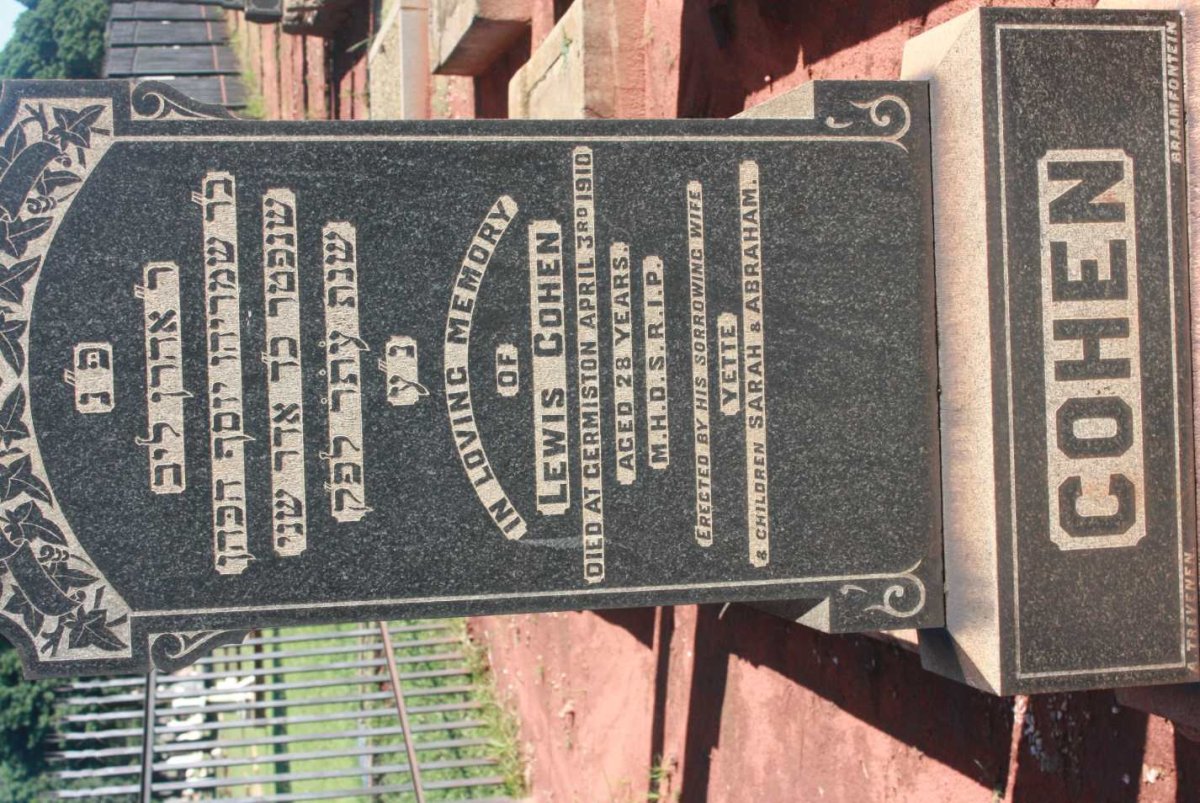 פ״נ
ר׳ אהרן ליב
ב״ר שמריהו יוסף הכהן
שנפטר כ״ד אדר שני
שנת עת״ר לפ״ק
נ״ע
IN LOVING MEMORY
OF
LEWIS COHEN
DIED AT GERMISTON APRIL 3RD 1910
AGED 28 YEARS.
M.H.D.S.R.I.P.
ERECTED BY HIS SORROWING WIFE
YETTE
& CHILDREN SARAH & ABRAHAM.
COHEN
BRAAMFONTEIN